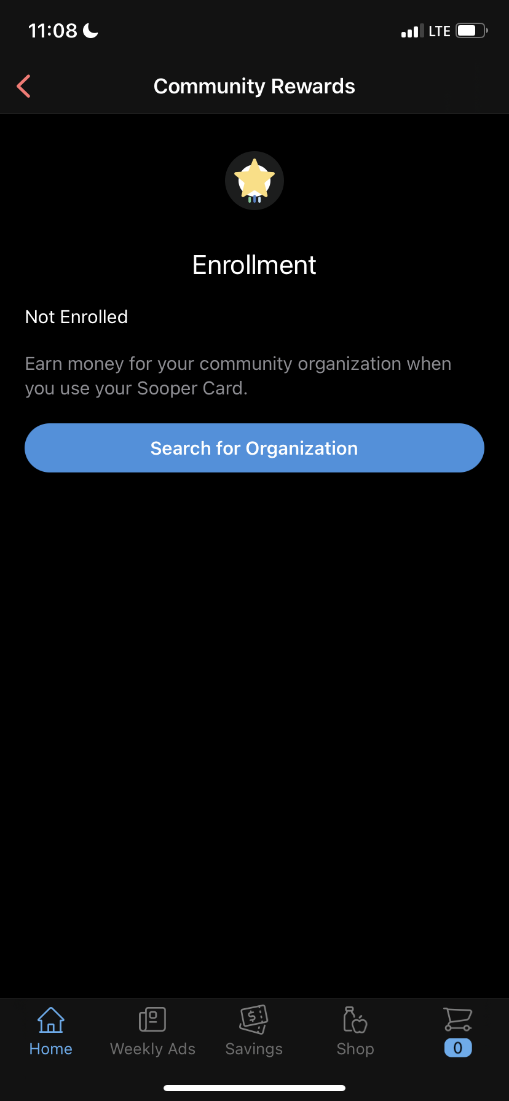 11:08
LTE
Community Rewards
Enrollment
Not Enrolled
Earn money for your community organization when
you use your Sooper Card.
Search for Organization
Home
Weekly Ads
Savings
Shop
0